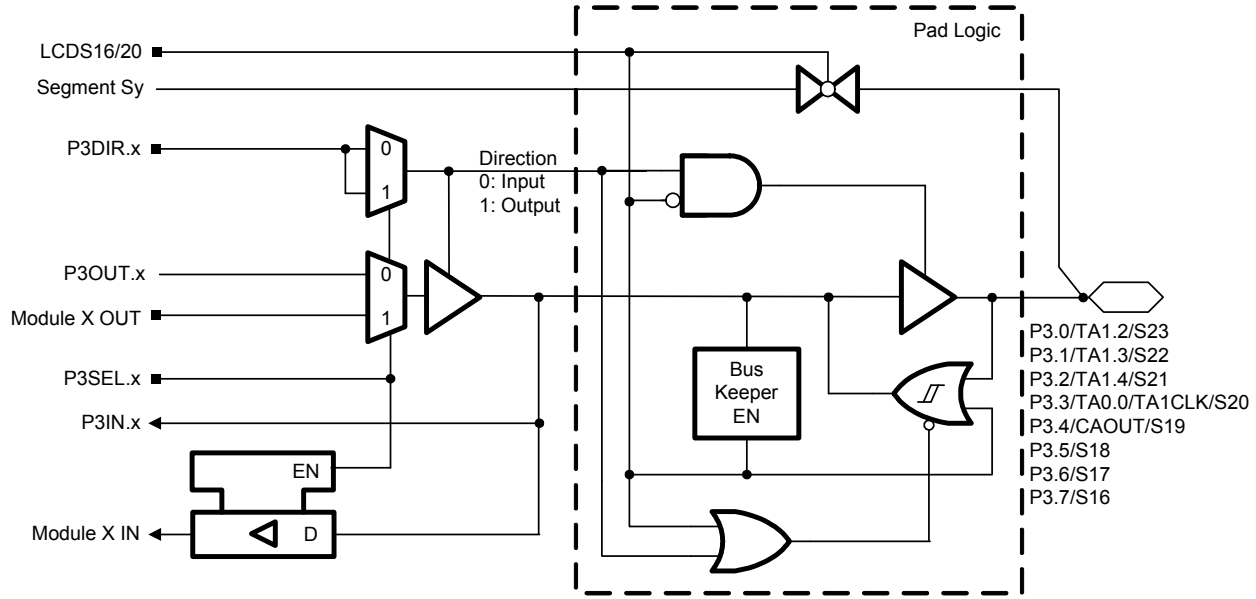 Pad Logic
LCDS16/20
Segment Sy
P3DIR.x
0
1
Direction
0: Input
1: Output
P3OUT.x
0
Module X OUT
1
P3SEL.x
P3IN.x
Bus
Keeper
EN
P3.0/TA1.2/S23
P3.1/TA1.3/S22
P3.2/TA1.4/S21
P3.3/TA0.0/TA1CLK/S20
P3.4/CAOUT/S19
P3.5/S18
P3.6/S17
P3.7/S16
EN
Module X IN
D